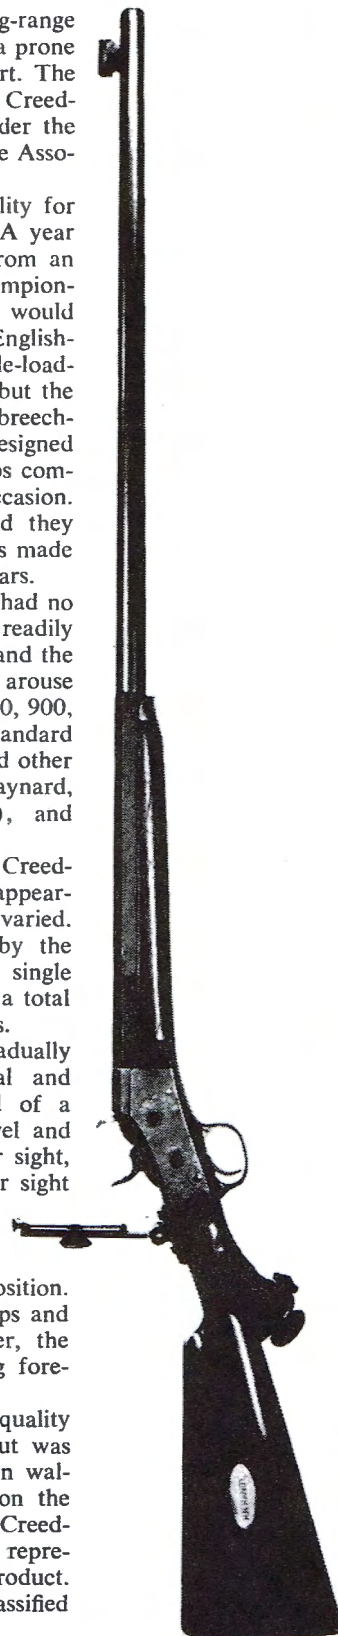 g-range
a prone
rt. The
Creed-
der the
e Asso-
lity for
A year
rom an
mpion-
would
English-
le-load-
but the
breech-
esigned
os com-
ccasion.
d they
s made
ars.
had no
readily
and the
arouse
0, 900,
andard
d other
aynard,
), and
Creed-
appear-
varied.
by the
single
a total
s.
adually
al and
l of a
vel and
r sight,
r sight
osition.
ps and
er, the
g fore-
quality
ut was
n wal-
on the
Creed-
repre-
roduct.
assified